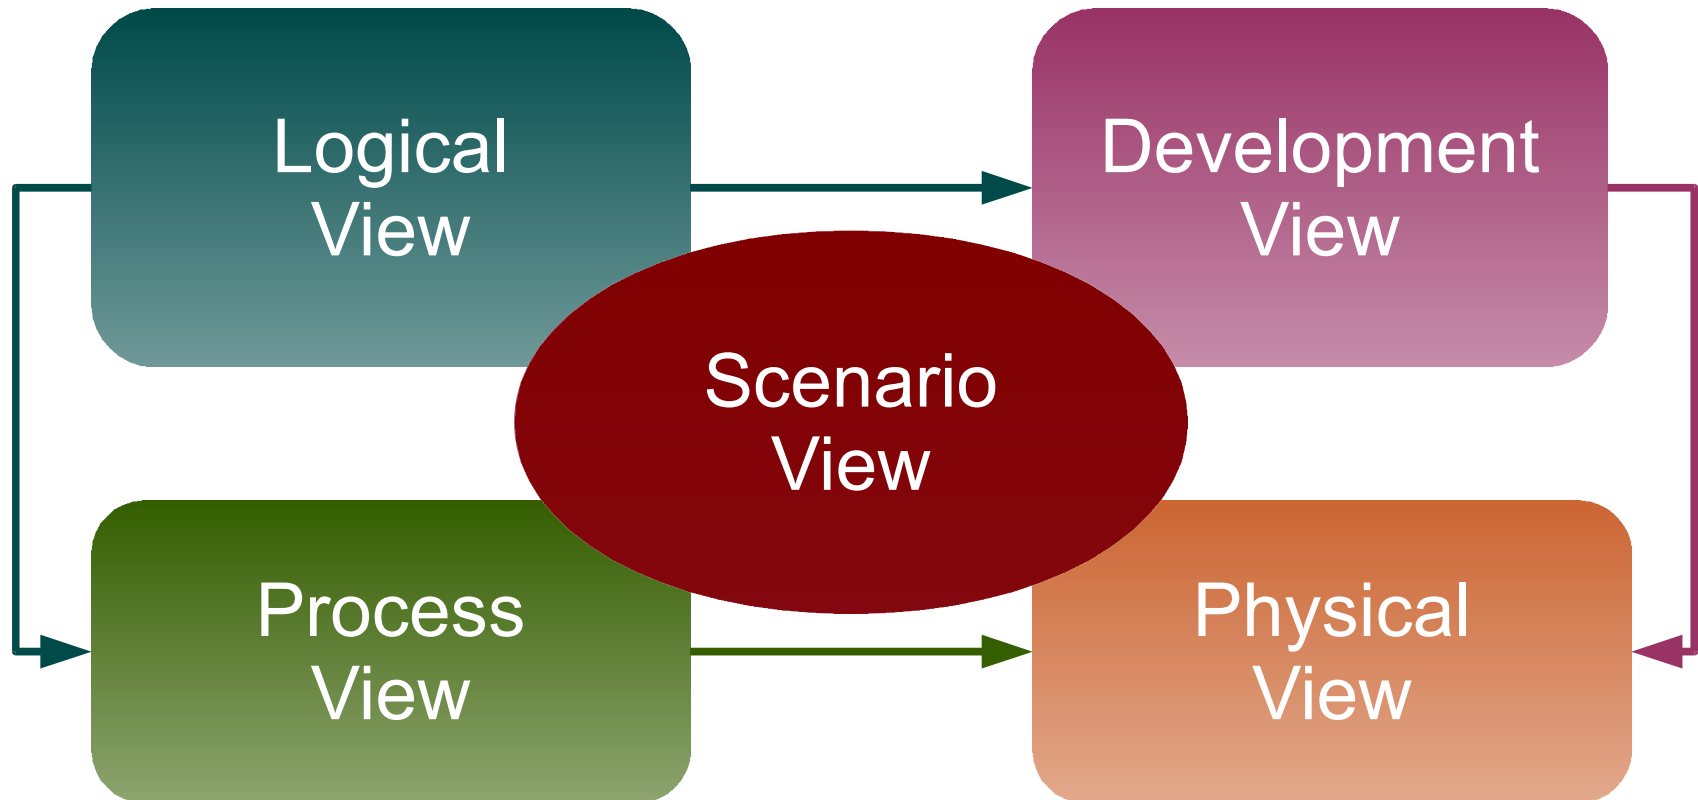 Logical
View
Development
View
Scenario
View
Process
View
Physical
View